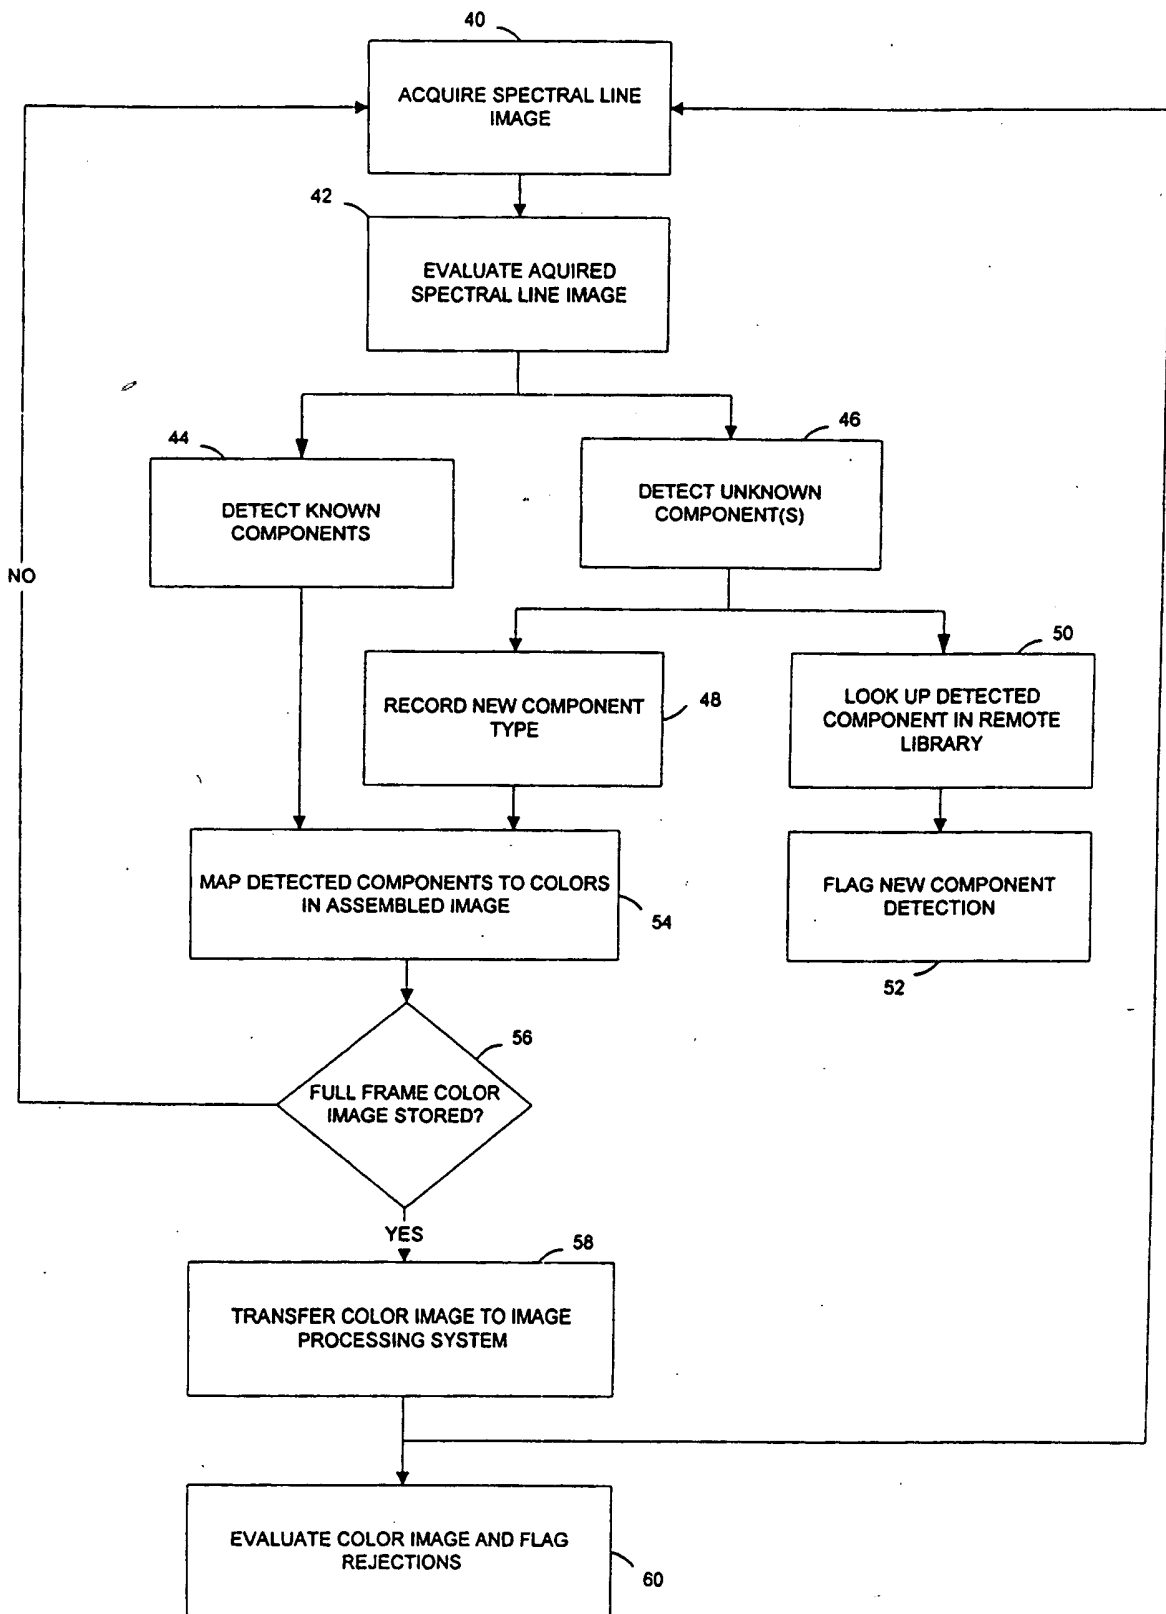 40
ACQUIRE SPECTRAL LINE
IMAGE
42
EVALUATE AQUIRED
SPECTRAL LINE IMAGE
44
DETECT KNOWN
COMPONENTS
46
DETECT UNKNOWN
COMPONENT(S)
NO
RECORD NEW COMPONENT
TYPE
48
50
LOOK UP DETECTED
COMPONENT IN REMOTE
LIBRARY
MAP DETECTED COMPONENTS TO COLORS
IN ASSEMBLED IMAGE
54
FLAG NEW COMPONENT
DETECTION
52
56
FULL FRAME COLOR
IMAGE STORED?
YES
58
TRANSFER COLOR IMAGE TO IMAGE
PROCESSING SYSTEM
EVALUATE COLOR IMAGE AND FLAG
REJECTIONS
60